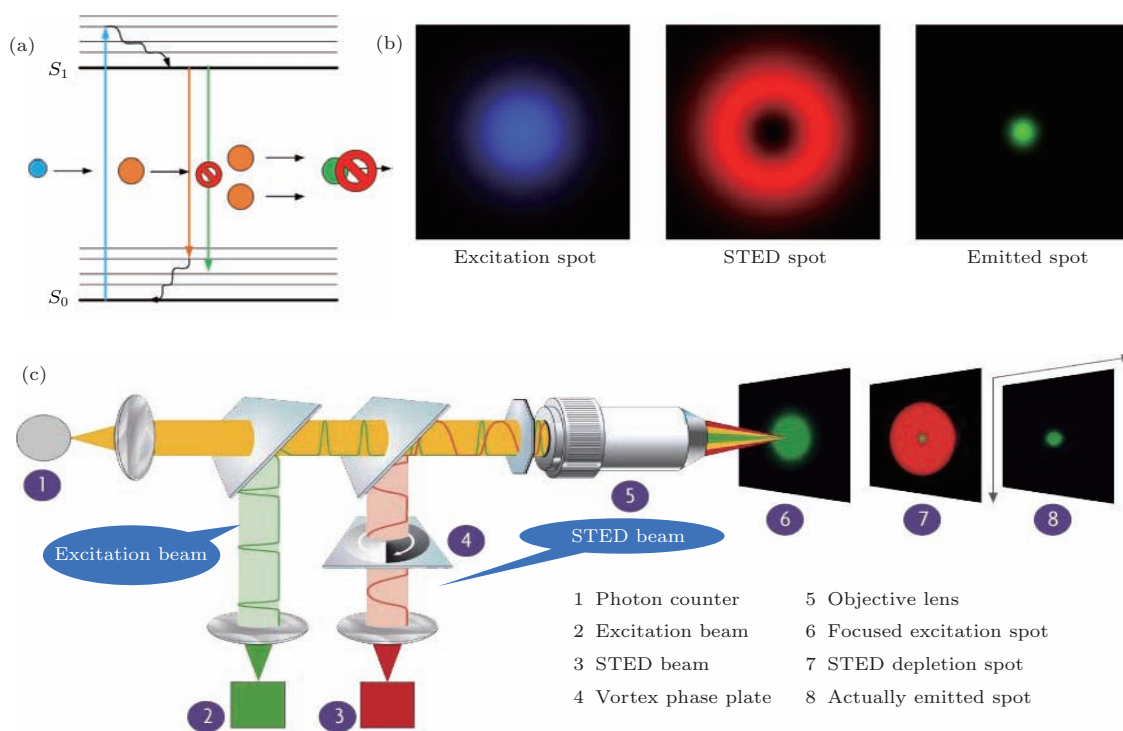 (a)
S₁
S₀
(b)
Excitation spot
STED spot
Emitted spot
(c)
1
Excitation beam
2
3
4
STED beam
5
6
7
8
1 Photon counter
2 Excitation beam
3 STED beam
4 Vortex phase plate
5 Objective lens
6 Focused excitation spot
7 STED depletion spot
8 Actually emitted spot